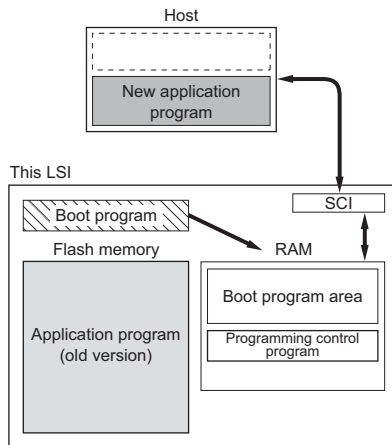 Host
New application
program
This LSI
SCI
Boot program
Flash memory
RAM
Application program
(old version)
Boot program area
Programming control
program